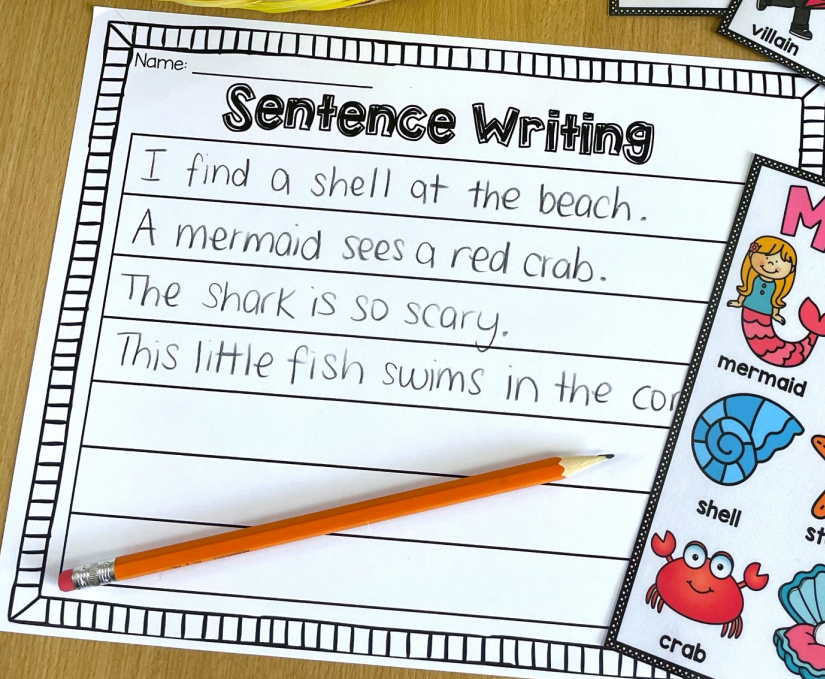 villain
Name:
Sentence Writing
I find a shell at the beach.
A mermaid sees a red crab.
The shark is so scary.
This little fish swims in the
M
mermaid
shell
st
crab